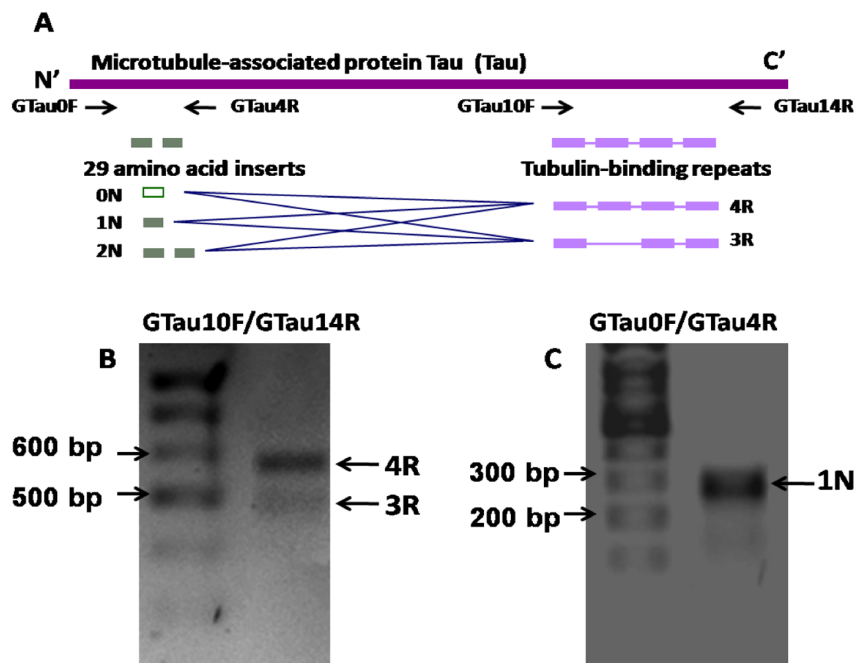 A
Microtubule-associated protein Tau (Tau)
N’ C’
GTau0F GTau4R GTau10F GTau14R
29 amino acid inserts Tubulin-binding repeats
0N
1N
2N
4R
3R
GTau10F/GTau14R GTau0F/GTau4R
B C
600 bp
500 bp
4R
3R
300 bp
200 bp
1N